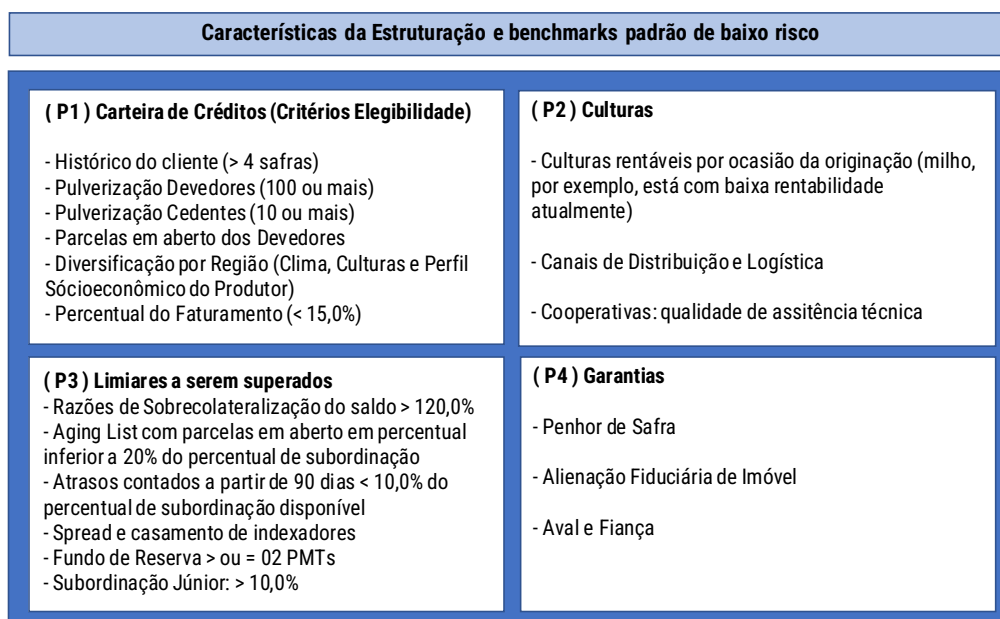 Características da Estruturação e benchmarks padrão de baixo risco
( P1 ) Carteira de Créditos (Critérios Elegibilidade)
- Histórico do cliente (> 4 safras)
- Pulverização Devedores (100 ou mais)
- Pulverização Cedentes (10 ou mais)
- Parcelas em aberto dos Devedores
- Diversificação por Região (Clima, Culturas e Perfil
Sócioeconômico do Produtor)
- Percentual do Faturamento (< 15,0%)
( P2 ) Culturas
- Culturas rentáveis por ocasião da originação (milho,
por exemplo, está com baixa rentabilidade
atualmente)
- Canais de Distribuição e Logística
- Cooperativas: qualidade de assitência técnica
( P3 ) Limiares a serem superados
- Razões de Sobrecolateralização do saldo > 120,0%
- Aging List com parcelas em aberto em percentual
inferior a 20% do percentual de subordinação
- Atrasos contados a partir de 90 dias < 10,0% do
percentual de subordinação disponível
- Spread e casamento de indexadores
- Fundo de Reserva > ou = 02 PMTs
- Subordinação Júnior: > 10,0%
( P4 ) Garantias
- Penhor de Safra
- Alienação Fiduciária de Imóvel
- Aval e Fiança